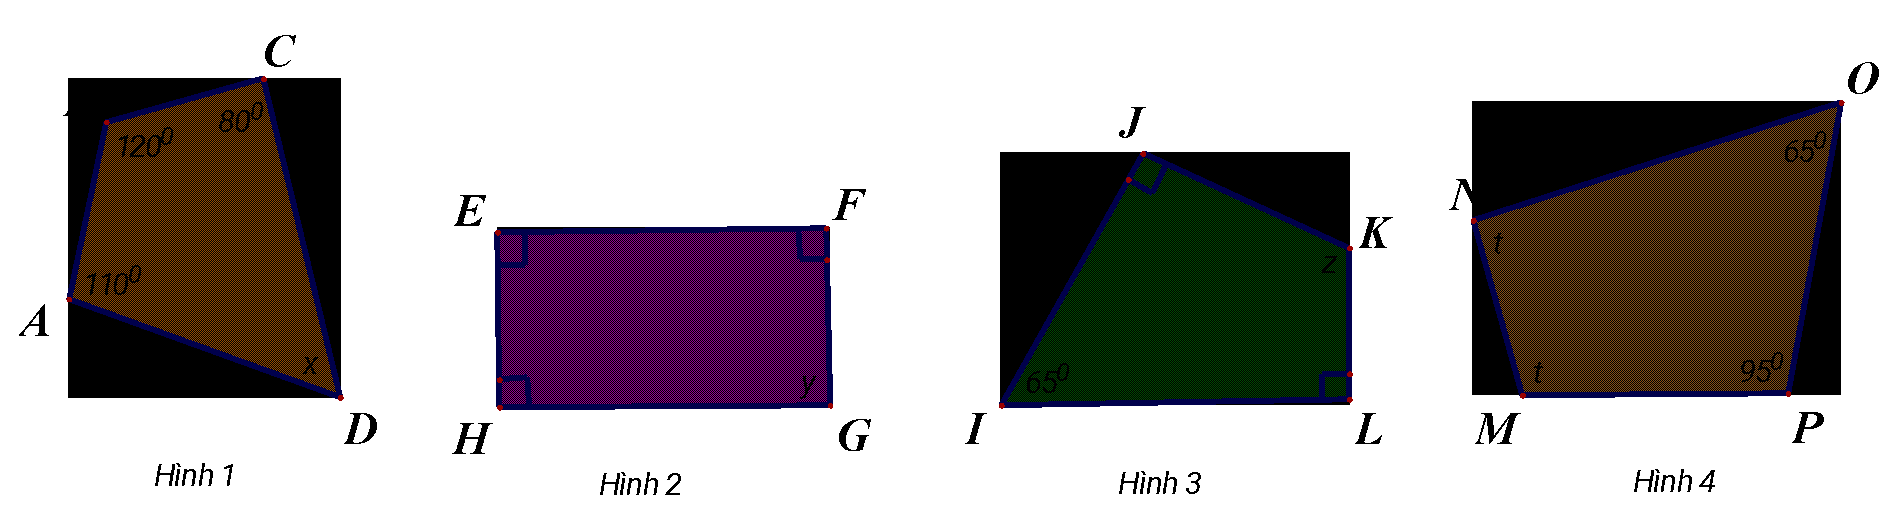 C
120⁰
80⁰
110⁰
A
x
D
Hình 1
E
F
y
H
G
Hình 2
J
K
z
65⁰
I
L
Hình 3
O
65⁰
N
t
t
95⁰
M
P
Hình 4